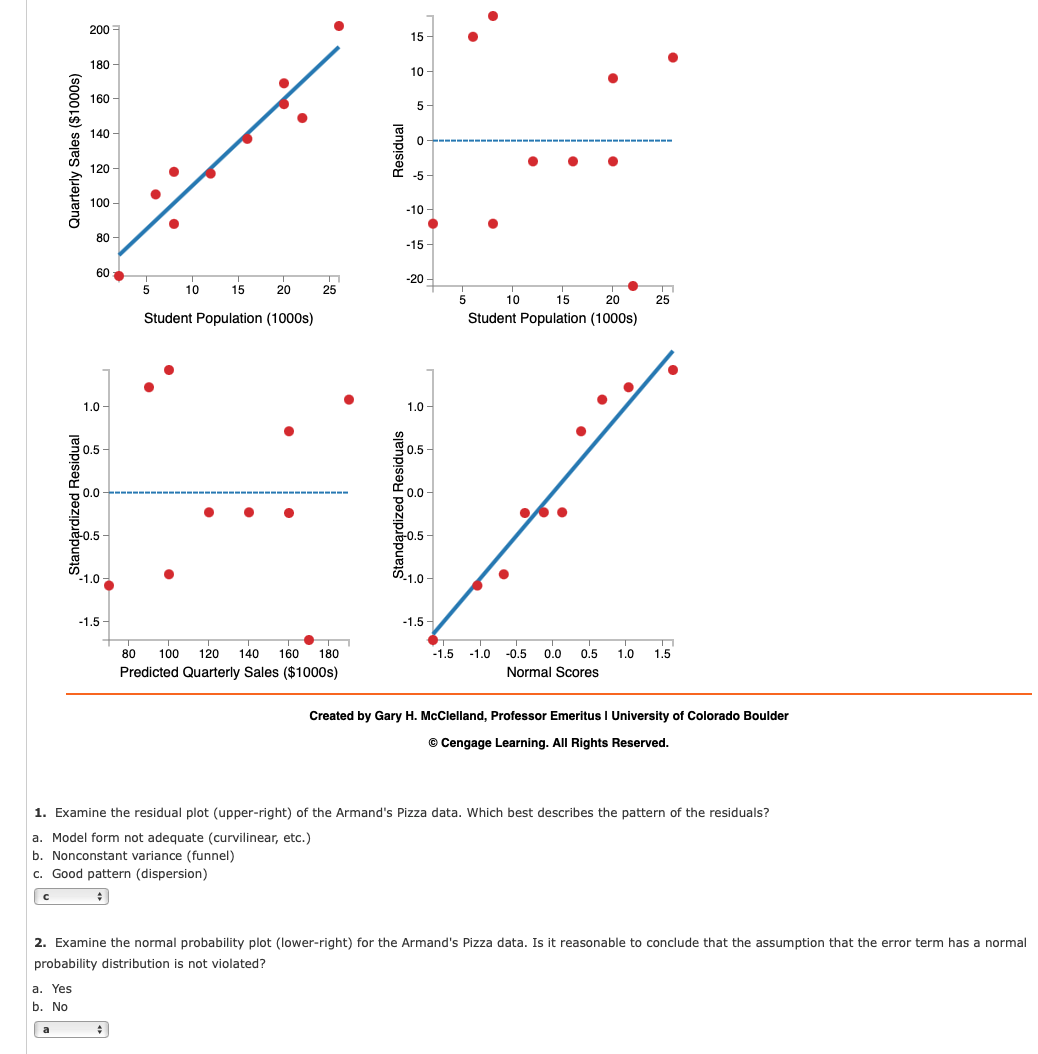 200
180
160
140
120
100
80
60
5 10 15 20 25
Quarterly Sales ($1000s)
Student Population (1000s)
15
10
5
0
-5
-10
-15
-20
5 10 15 20 25
Residual
Student Population (1000s)
1.0
0.5
0.0
-0.5
-1.0
-1.5
80 100 120 140 160 180
Standardized Residual
Predicted Quarterly Sales ($1000s)
1.0
0.5
0.0
-0.5
-1.0
-1.5
-1.5 -1.0 -0.5 0.0 0.5 1.0 1.5
Standardized Residuals
Normal Scores
Created by Gary H. McClelland, Professor Emeritus | University of Colorado Boulder
© Cengage Learning. All Rights Reserved.
1. Examine the residual plot (upper-right) of the Armand's Pizza data. Which best describes the pattern of the residuals?
a. Model form not adequate (curvilinear, etc.)
b. Nonconstant variance (funnel)
c. Good pattern (dispersion)
c
2. Examine the normal probability plot (lower-right) for the Armand's Pizza data. Is it reasonable to conclude that the assumption that the error term has a normal
probability distribution is not violated?
a. Yes
b. No
a